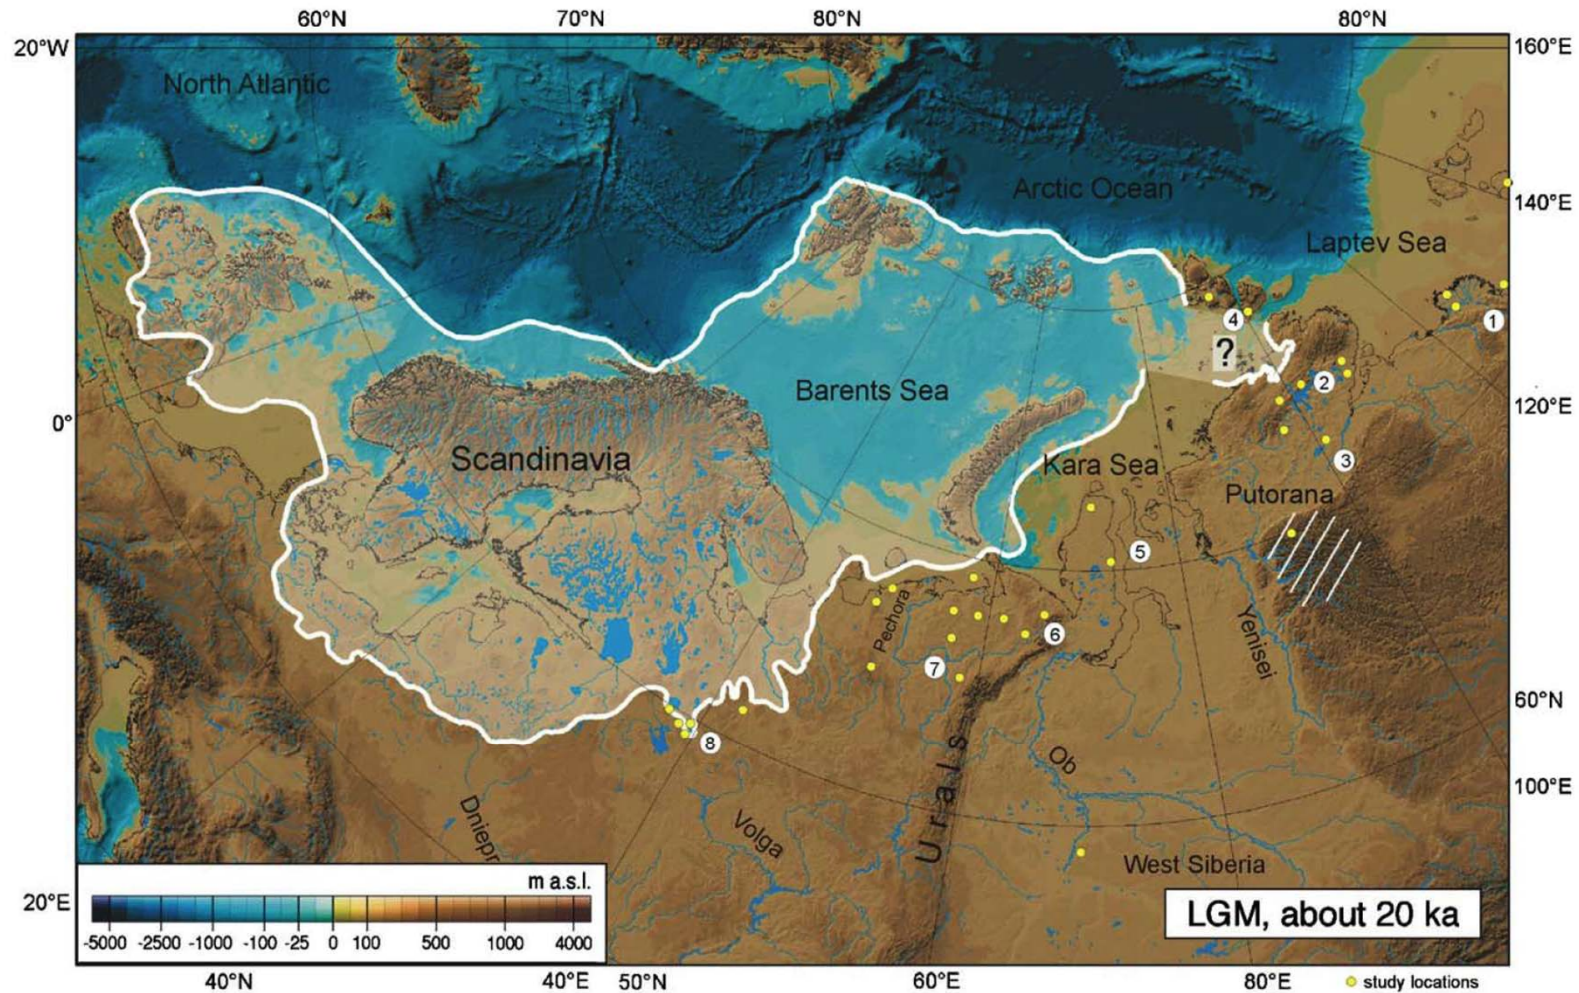 60°N 70°N 80°N 80°N
20°W 160°E
North Atlantic
Arctic Ocean
140°E
Laptev Sea
4
1
?
Barents Sea
2
0°
120°E
Scandinavia
Kara Sea
3
Putorana
5
Pechora
Yenisei
6
7
60°N
8
Urals
Ob
100°E
Dniepr
Volga
West Siberia
m a.s.l.
20°E
LGM, about 20 ka
-5000 -2500 -1000 -100 -25 0 100 500 1000 4000
40°N 40°E 50°N 60°E 80°E
study locations